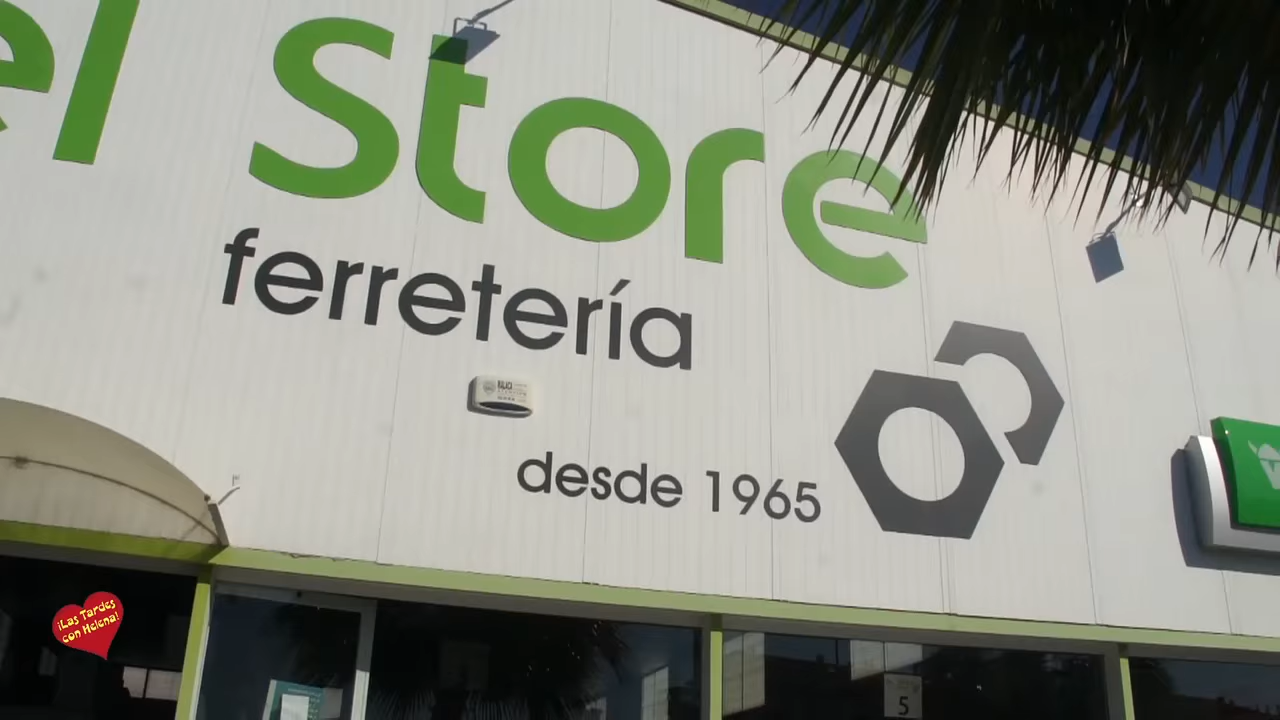 el Store
ferretería
desde 1965
¡Las Tardes
con Helena!
5